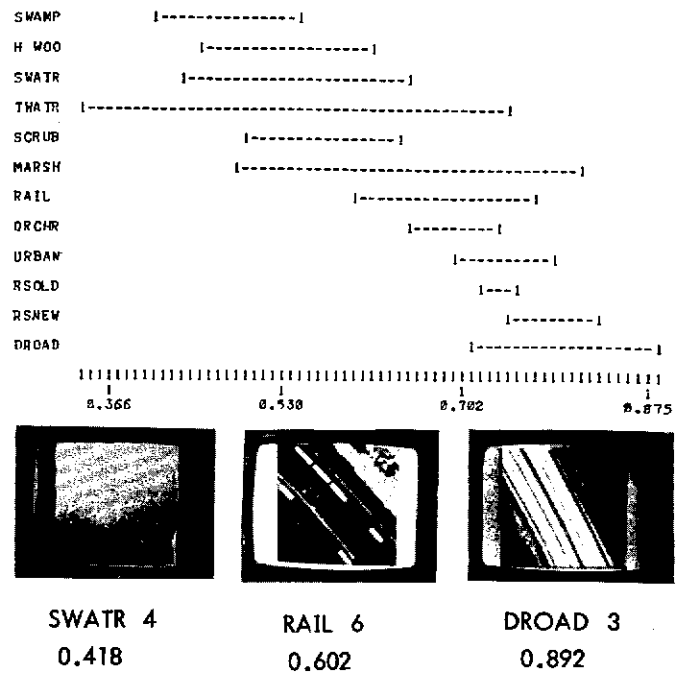 SWAMP
H WOO
SWATR
TWATR
SCRUB
MARSH
RAIL
ORCHR
URBAN
RSOLD
RSNEW
DROAD
0.366 0.530 0.702 0.875
SWATR 4 RAIL 6 DROAD 3
0.418 0.602 0.892